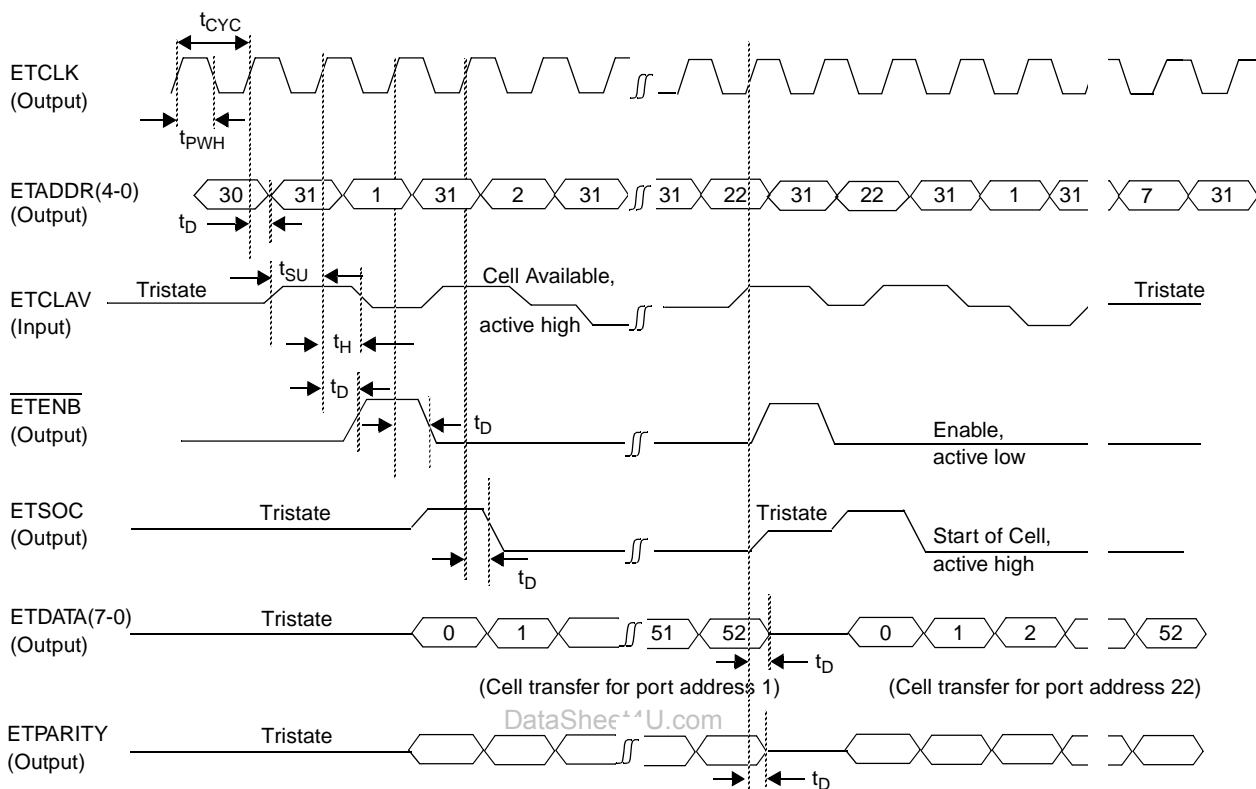 tCYC
ETCLK
(Output)
tPWH
ETADDR(4-0)
(Output)
30 31 1 31 2 31 31 22 31 22 31 1 31 7 31
tD
tSU
ETCLAV
(Input)
Tristate
Cell Available,
active high
Tristate
tH
tD
ETENB
(Output)
tD
Enable,
active low
ETSOC
(Output)
Tristate
Tristate
Start of Cell,
active high
tD
ETDATA(7-0)
(Output)
Tristate
0 1 51 52 0 1 2 52
tD
(Cell transfer for port address 1)
(Cell transfer for port address 22)
ETPARITY
(Output)
Tristate
tD